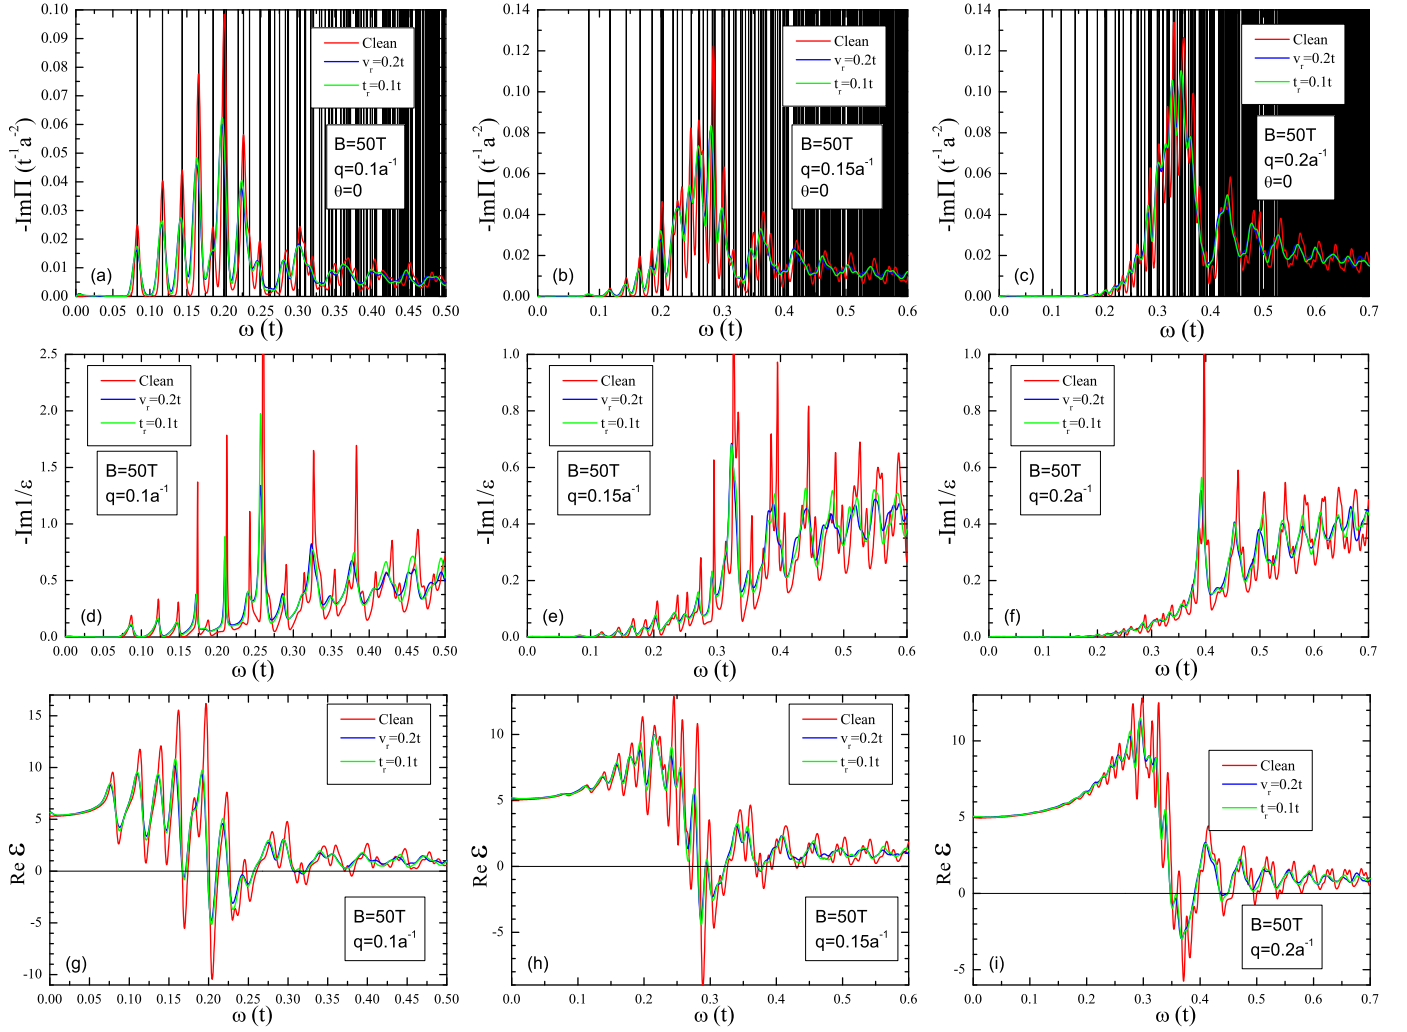 -ImΠ (t⁻¹a⁻²)
0.10
0.09
0.08
0.07
0.06
0.05
0.04
0.03
0.02
0.01
0.00
Clean
v_r=0.2t
t_r=0.1t
B=50T
q=0.1a⁻¹
θ=0
(a)
0.00 0.05 0.10 0.15 0.20 0.25 0.30 0.35 0.40 0.45 0.50
ω (t)
-ImΠ (t⁻¹a⁻²)
0.14
0.12
0.10
0.08
0.06
0.04
0.02
0.00
Clean
v_r=0.2t
t_r=0.1t
B=50T
q=0.15a⁻¹
θ=0
(b)
0.0 0.1 0.2 0.3 0.4 0.5 0.6
ω (t)
-ImΠ (t⁻¹a⁻²)
0.14
0.12
0.10
0.08
0.06
0.04
0.02
0.00
Clean
v_r=0.2t
t_r=0.1t
B=50T
q=0.2a⁻¹
θ=0
(c)
0.0 0.1 0.2 0.3 0.4 0.5 0.6 0.7
ω (t)
-Im1/ε
2.5
2.0
1.5
1.0
0.5
0.0
Clean
v_r=0.2t
t_r=0.1t
B=50T
q=0.1a⁻¹
(d)
0.00 0.05 0.10 0.15 0.20 0.25 0.30 0.35 0.40 0.45 0.50
ω (t)
-Im1/ε
1.0
0.8
0.6
0.4
0.2
0.0
Clean
v_r=0.2t
t_r=0.1t
B=50T
q=0.15a⁻¹
(e)
0.0 0.1 0.2 0.3 0.4 0.5 0.6
ω (t)
-Im1/ε
1.0
0.8
0.6
0.4
0.2
0.0
Clean
v_r=0.2t
t_r=0.1t
B=50T
q=0.2a⁻¹
(f)
0.0 0.1 0.2 0.3 0.4 0.5 0.6 0.7
ω (t)
Re ε
15
10
5
0
-5
-10
Clean
v_r=0.2t
t_r=0.1t
B=50T
q=0.1a⁻¹
(g)
0.00 0.05 0.10 0.15 0.20 0.25 0.30 0.35 0.40 0.45 0.50
ω (t)
Re ε
10
5
0
-5
Clean
v_r=0.2t
t_r=0.1t
B=50T
q=0.15a⁻¹
(h)
0.0 0.1 0.2 0.3 0.4 0.5 0.6
ω (t)
Re ε
10
5
0
-5
Clean
v_r=0.2t
t_r=0.1t
B=50T
q=0.2a⁻¹
(i)
0.0 0.1 0.2 0.3 0.4 0.5 0.6 0.7
ω (t)